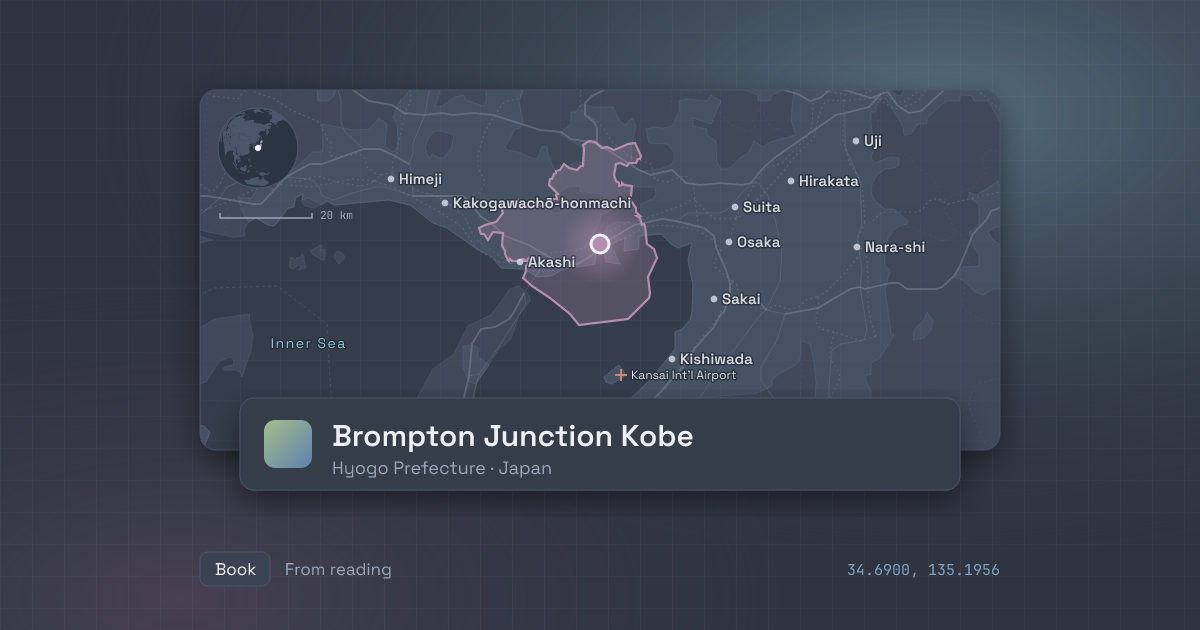 Uji
Himeji
Hirakata
Kakogawachō-honmachi
Suita
20 km
Osaka
Nara-shi
Akashi
Sakai
Inner Sea
Kishiwada
Kansai Int'l Airport
Brompton Junction Kobe
Hyogo Prefecture · Japan
Book
From reading
34.6900, 135.1956